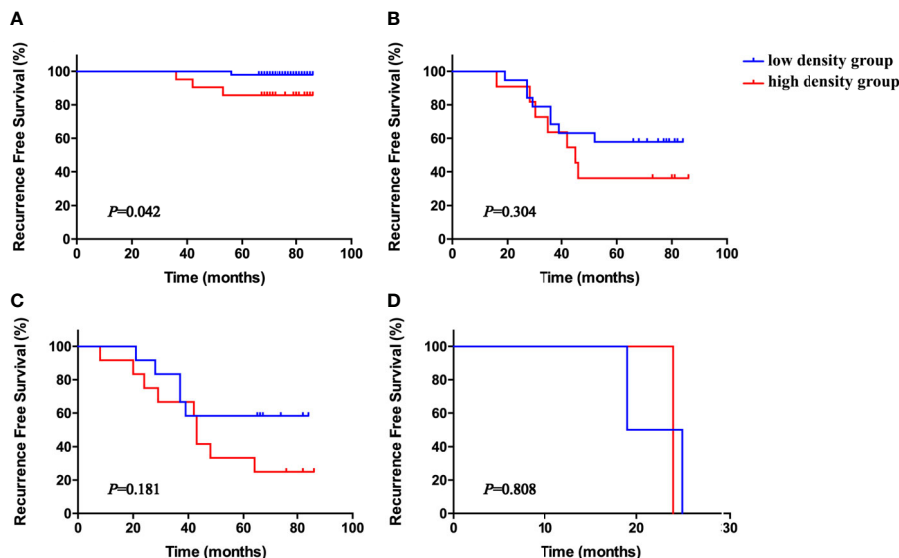 A
B
low density group
high density group
Recurrence Free Survival (%)
100
80
60
40
20
0
P=0.042
0 20 40 60 80 100
Time (months)
Recurrence Free Survival (%)
100
80
60
40
20
0
P=0.304
0 20 40 60 80 100
Time (months)
C
D
Recurrence Free Survival (%)
100
80
60
40
20
0
P=0.181
0 20 40 60 80 100
Time (months)
Recurrence Free Survival (%)
100
80
60
40
20
0
P=0.808
0 10 20 30
Time (months)